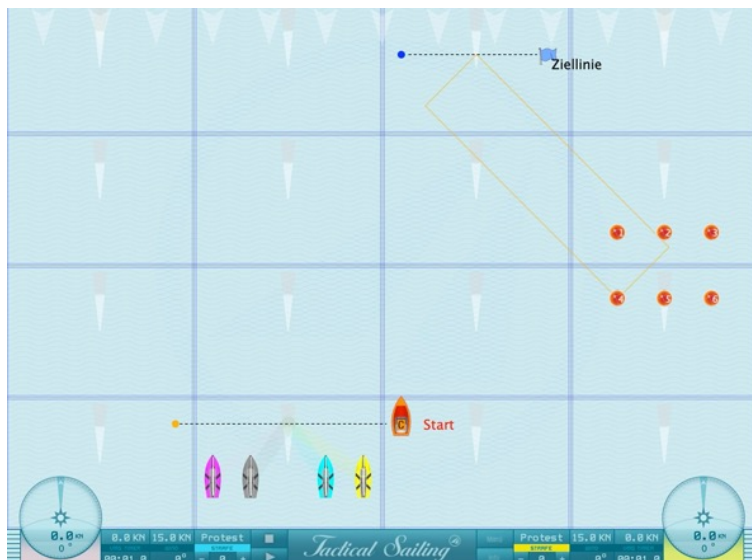 Ziellinie
1 2 3
4 5 6
C Start
0.0 KN
0°
0.0 KN 15.0 KN Protest
STRAFE
Tactical Sailing
Protest 15.0 KN 0.0 KN
STRAFE
0.0 KN
0°